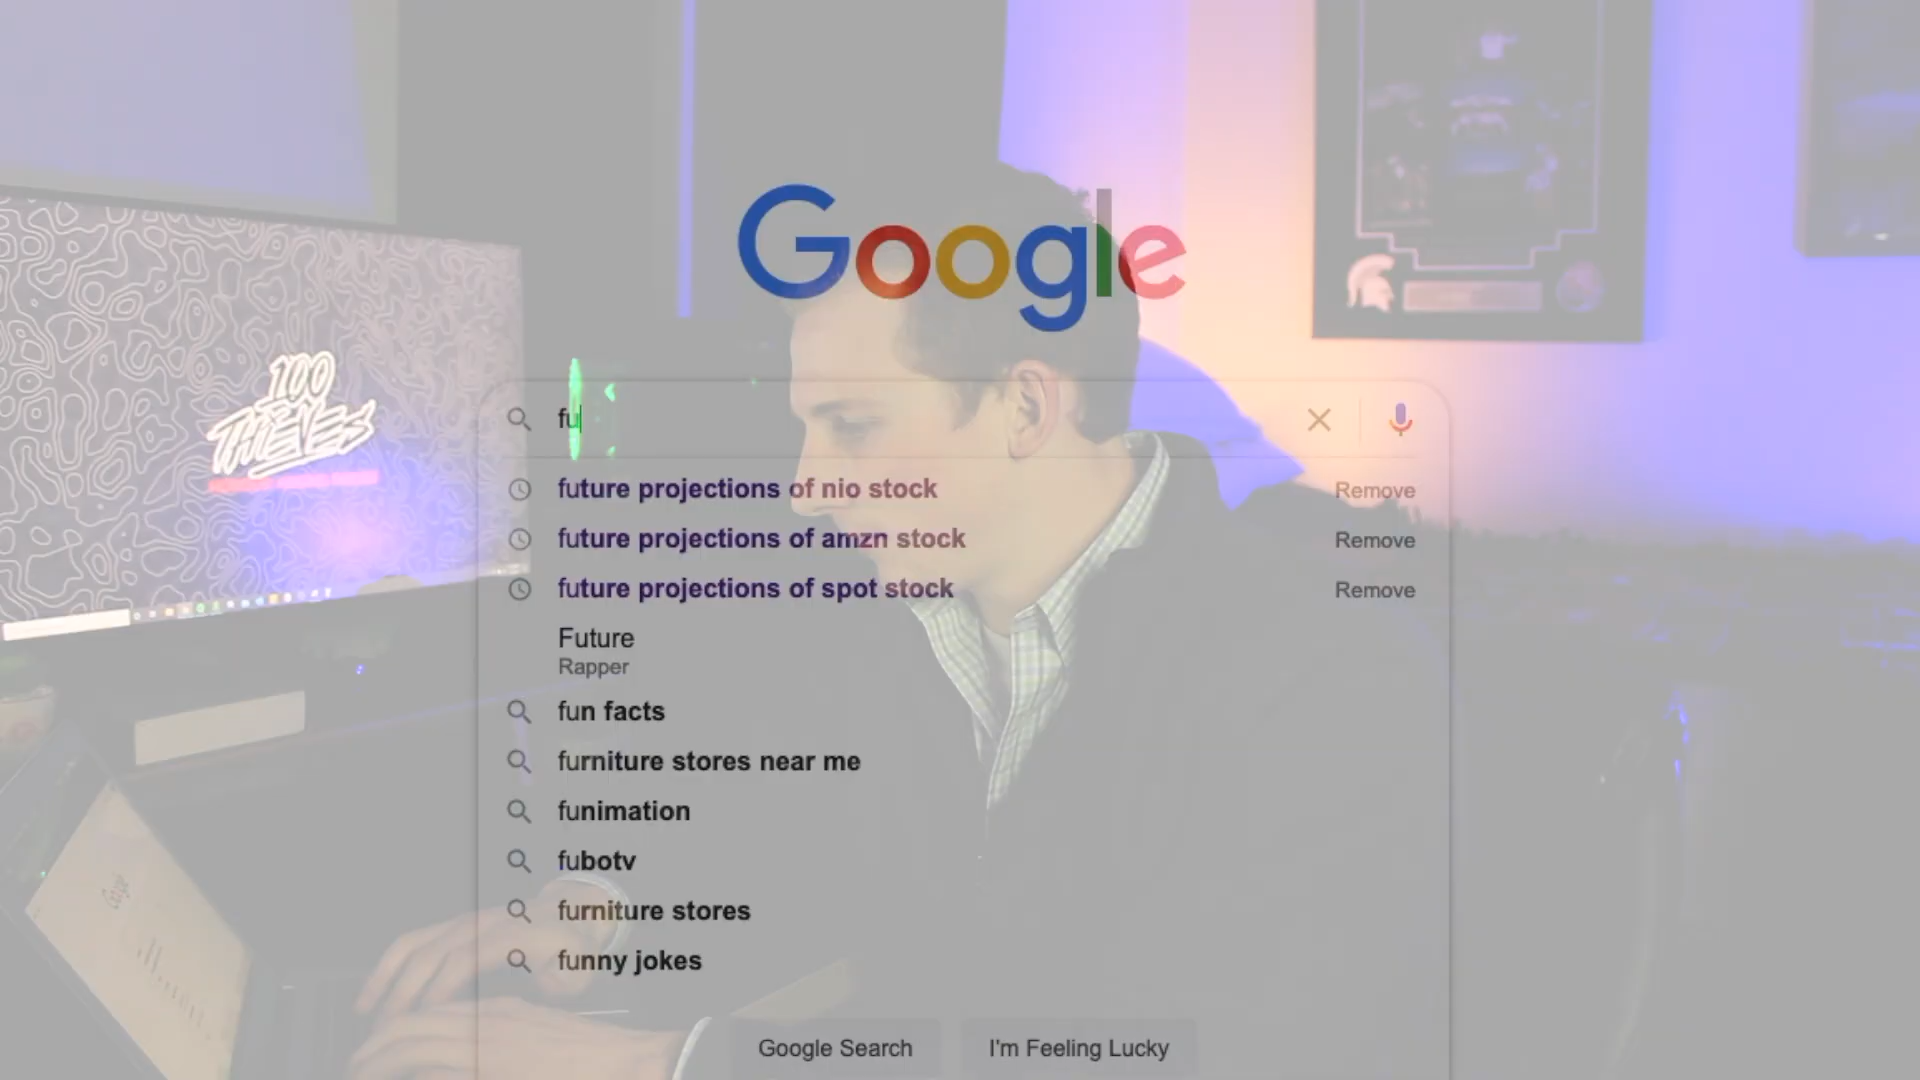 Google
100
THIEVES
fu
future projections of nio stock
Remove
future projections of amzn stock
Remove
future projections of spot stock
Remove
Future
Rapper
fun facts
furniture stores near me
funimation
fubotv
furniture stores
funny jokes
Google
Google Search
I'm Feeling Lucky